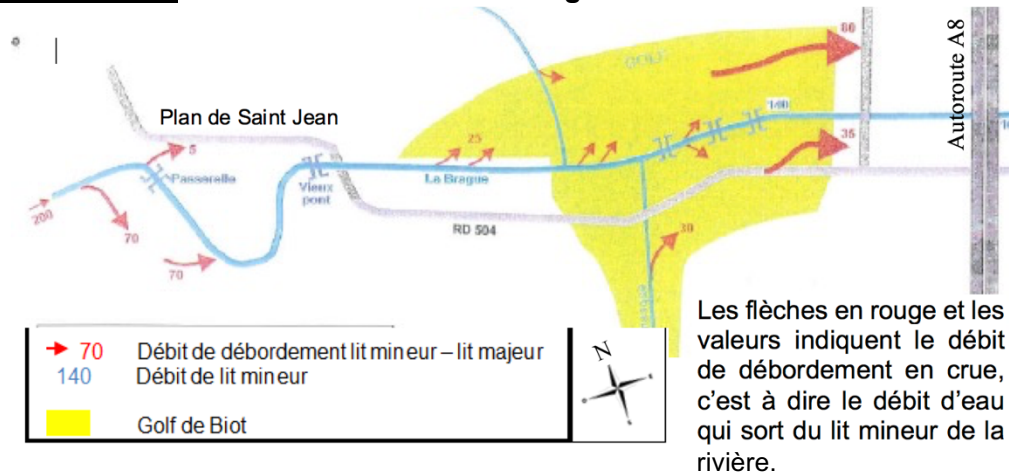 GOLF
80
Autoroute A8
Plan de Saint Jean
5
Passerelle
25
140
35
200
70
Vieux
pont
La Brague
70
RD 504
30
Les flèches en rouge et les
valeurs indiquent le débit
de débordement en crue,
c'est à dire le débit d'eau
qui sort du lit mineur de la
rivière.
70 Débit de débordement lit mineur – lit majeur
140 Débit de lit mineur
Golf de Biot
N